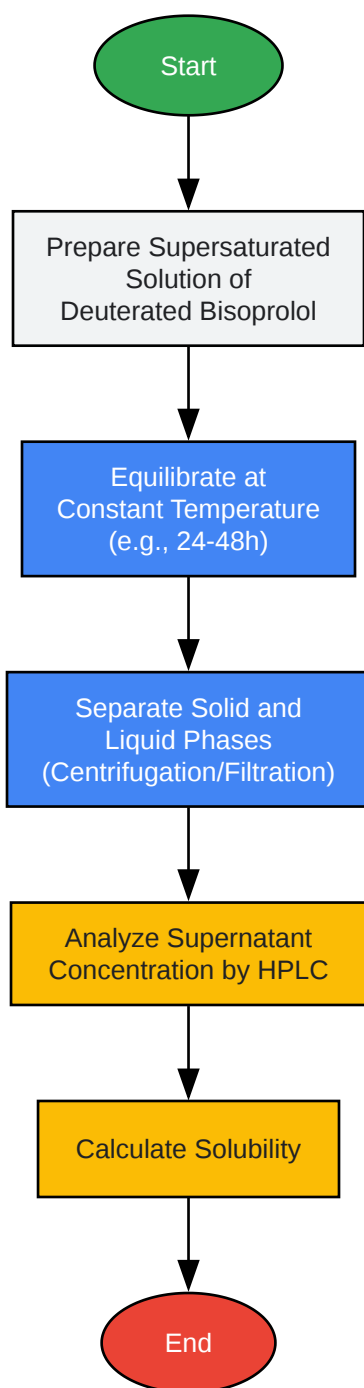 Start
Prepare Supersaturated
Solution of
Deuterated Bisoprolol
Equilibrate at
Constant Temperature
(e.g., 24-48h)
Separate Solid and
Liquid Phases
(Centrifugation/Filtration)
Analyze Supernatant
Concentration by HPLC
Calculate Solubility
End